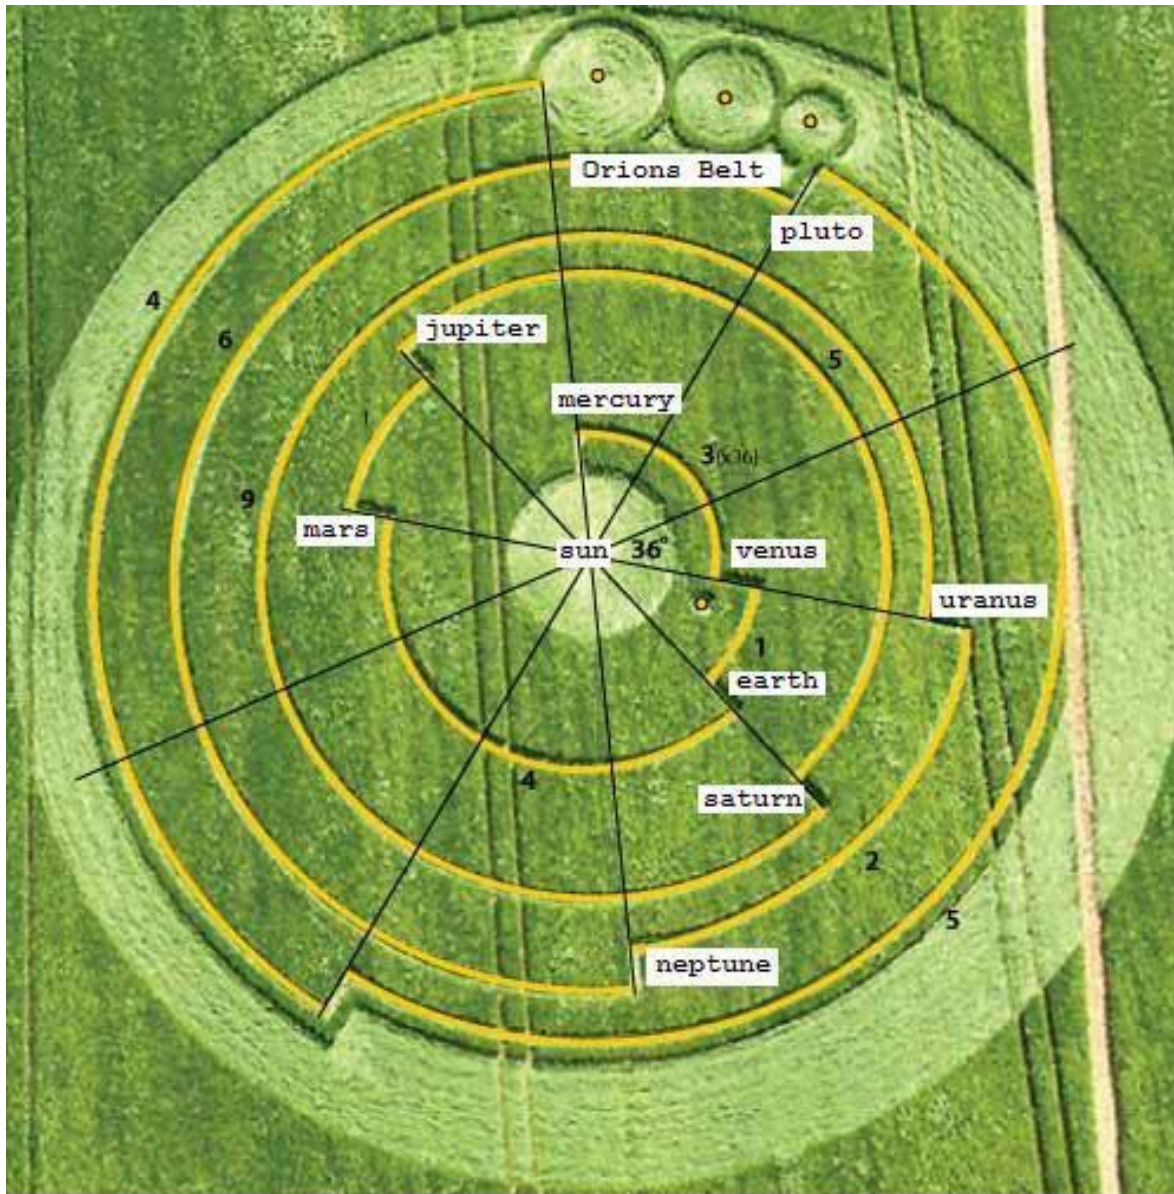 Orions Belt
pluto
4
6
jupiter
5
mercury
3(x36)
9
1
mars
sun
36°
venus
uranus
1
earth
4
saturn
2
5
neptune